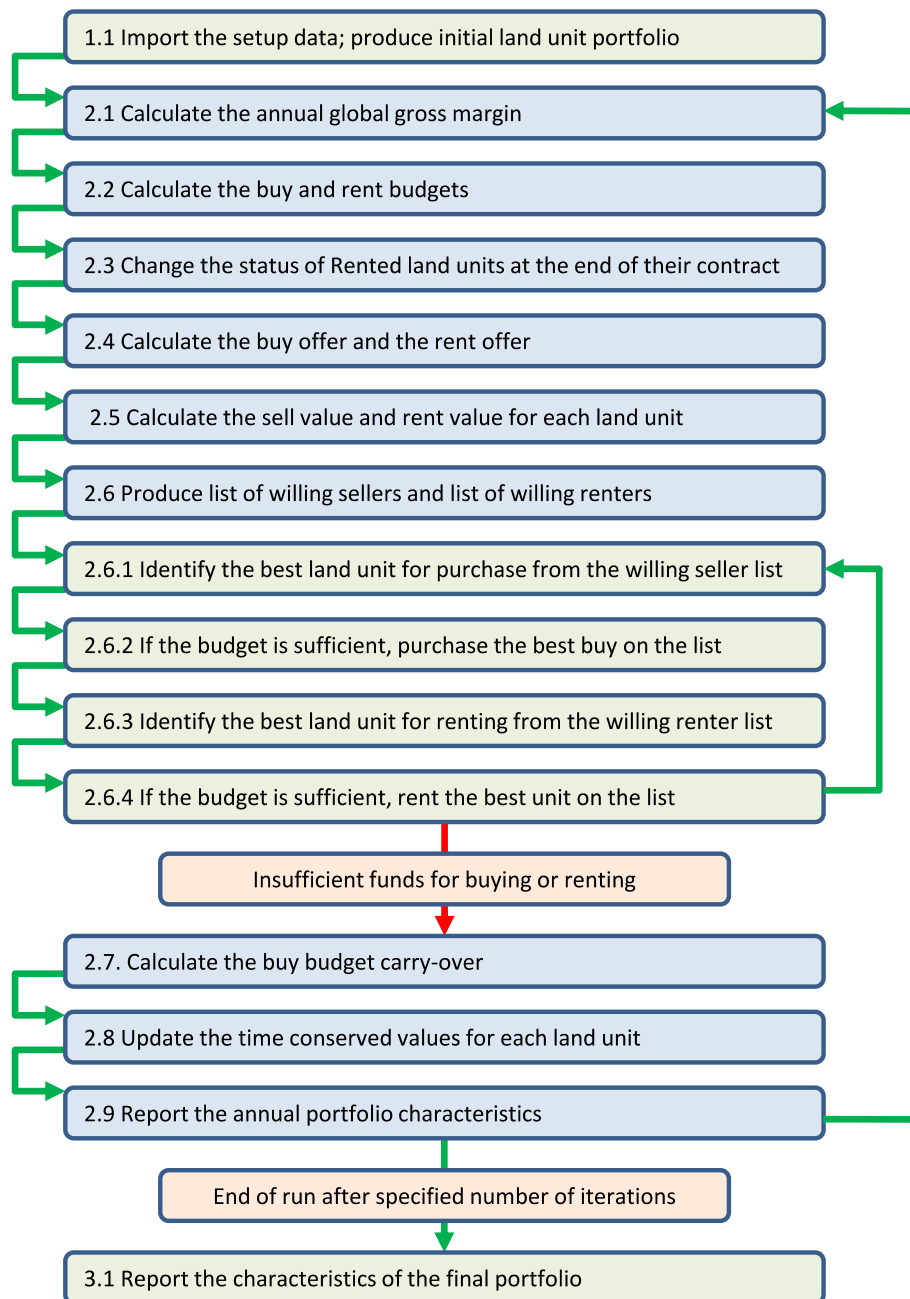 1.1 Import the setup data; produce initial land unit portfolio
2.1 Calculate the annual global gross margin
2.2 Calculate the buy and rent budgets
2.3 Change the status of Rented land units at the end of their contract
2.4 Calculate the buy offer and the rent offer
2.5 Calculate the sell value and rent value for each land unit
2.6 Produce list of willing sellers and list of willing renters
2.6.1 Identify the best land unit for purchase from the willing seller list
2.6.2 If the budget is sufficient, purchase the best buy on the list
2.6.3 Identify the best land unit for renting from the willing renter list
2.6.4 If the budget is sufficient, rent the best unit on the list
Insufficient funds for buying or renting
2.7. Calculate the buy budget carry-over
2.8 Update the time conserved values for each land unit
2.9 Report the annual portfolio characteristics
End of run after specified number of iterations
3.1 Report the characteristics of the final portfolio